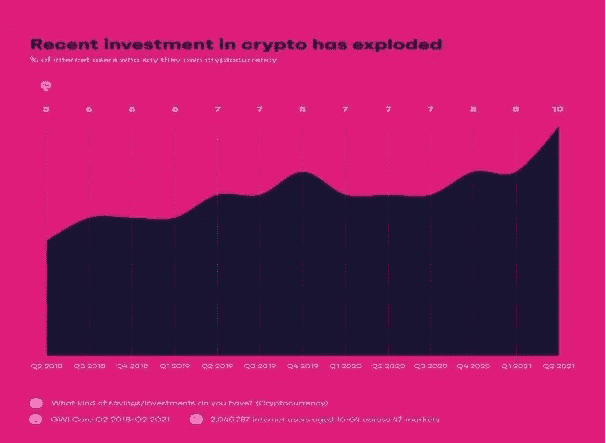 Recent investment in crypto has exploded
% of internet users who say they own cryptocurrency
%
5 6 6 6 7 7 8 7 7 7 8 8 10
Q2 2018 Q3 2018 Q4 2018 Q1 2019 Q2 2019 Q3 2019 Q4 2019 Q1 2020 Q2 2020 Q3 2020 Q4 2020 Q1 2021 Q2 2021
What kind of savings/investments do you have? (Cryptocurrency)
GWI Core Q2 2018-Q2 2021
internet users aged 16-64 across 47 markets